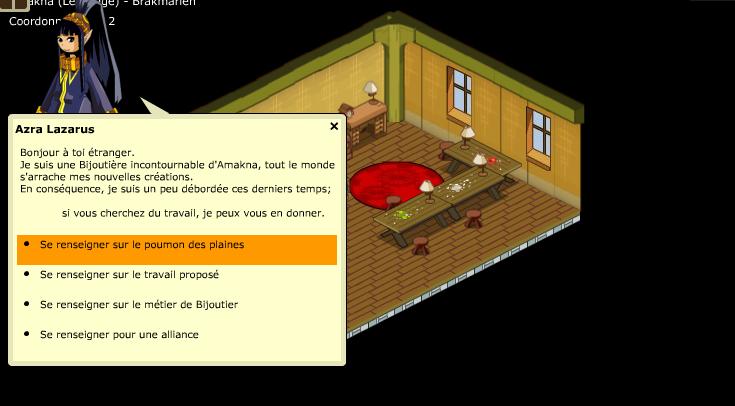 (Le
ge) - Brakmarien
Coordonn
2
Azra Lazarus
Bonjour à toi étranger.
Je suis une Bijoutière incontournable d'Amakna, tout le monde
s'arrache mes nouvelles créations.
En conséquence, je suis un peu débordée ces derniers temps;
si vous cherchez du travail, je peux vous en donner.
Se renseigner sur le poumon des plaines
Se renseigner sur le travail proposé
Se renseigner sur le métier de Bijoutier
Se renseigner pour une alliance